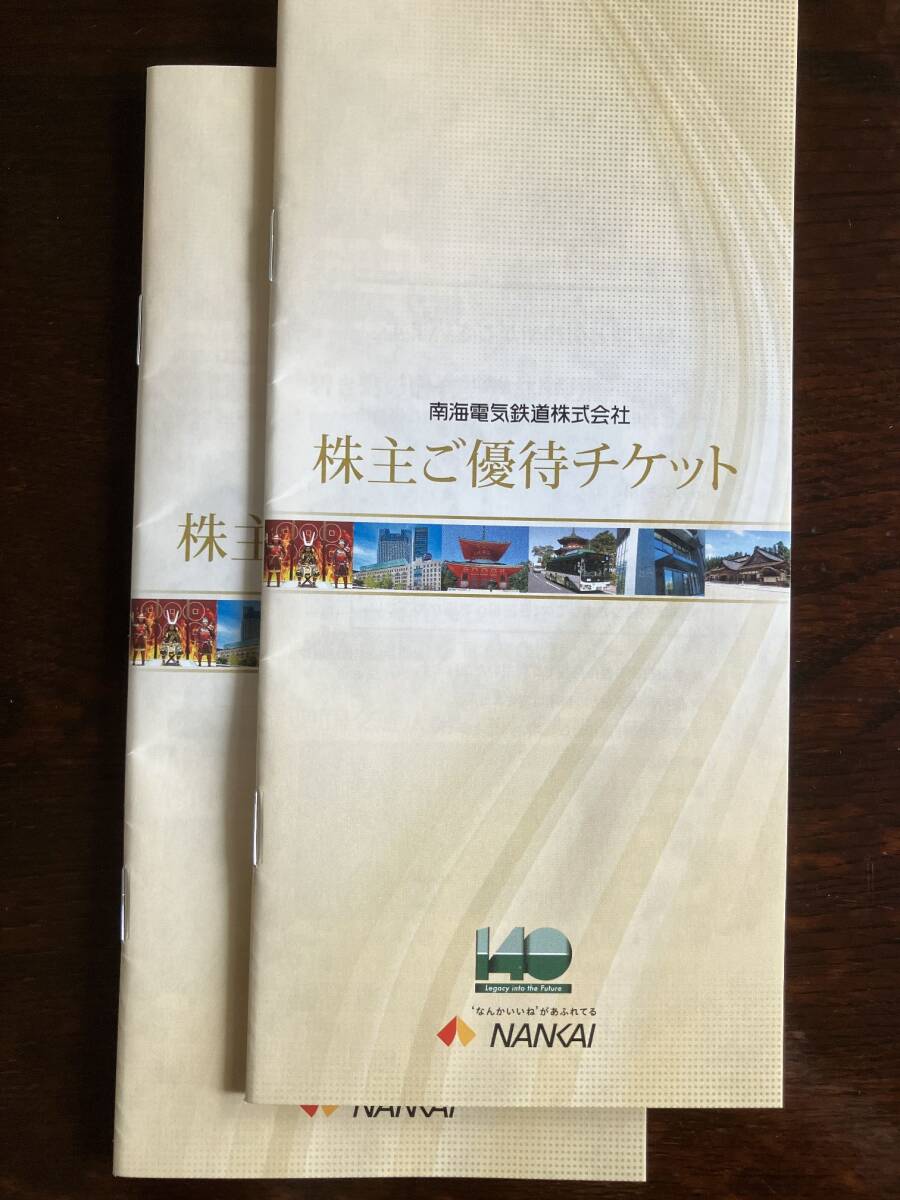 南海電気鉄道株式会社
株主ご優待チケット
140
Legacy into the Future
'なんかいいね'があふれてる
NANKAI
株主
NANKAI